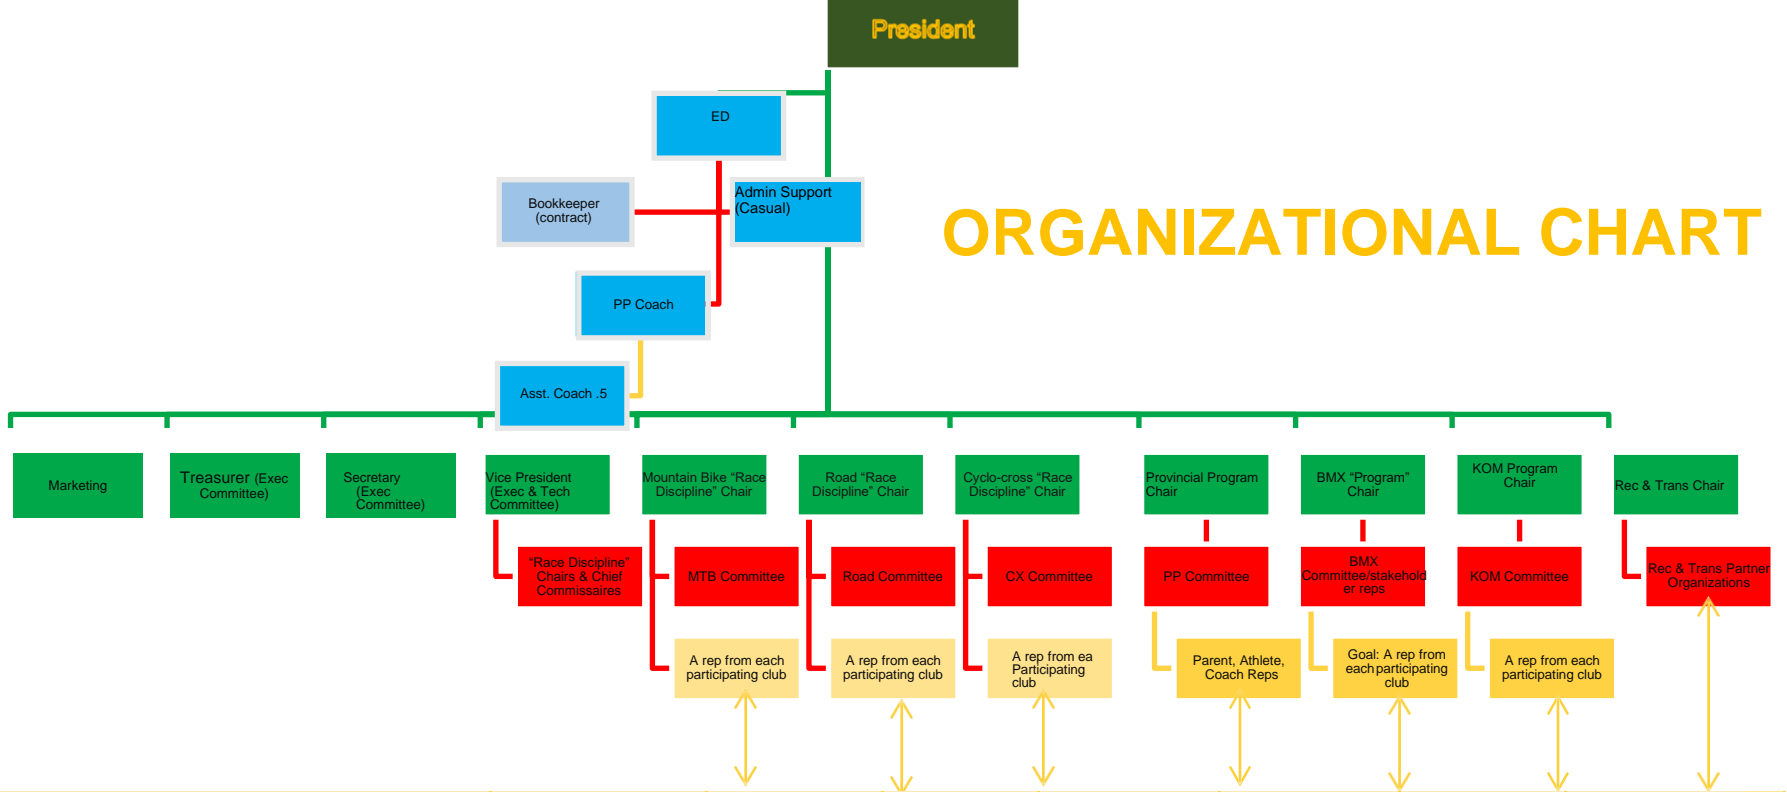 President
ED
Bookkeeper
(contract)
Admin Support
(Casual)
ORGANIZATIONAL CHART
PP Coach
Asst. Coach .5
Marketing
Treasurer (Exec
Committee)
Secretary
(Exec
Committee)
Vice President
(Exec & Tech
Committee)
Mountain Bike “Race
Discipline” Chair
Road “Race
Discipline” Chair
Cyclo-cross “Race
Discipline” Chair
Provincial Program
Chair
BMX “Program”
Chair
KOM Program
Chair
Rec & Trans Chair
“Race Discipline”
Chairs & Chief
Commissaires
MTB Committee
Road Committee
CX Committee
PP Committee
BMX
Committee/stakehold
er reps
KOM Committee
Rec & Trans Partner
Organizations
A rep from each
participating club
A rep from each
participating club
A rep from ea
Participating
club
Parent, Athlete,
Coach Reps
Goal: A rep from
each participating
club
A rep from each
participating club